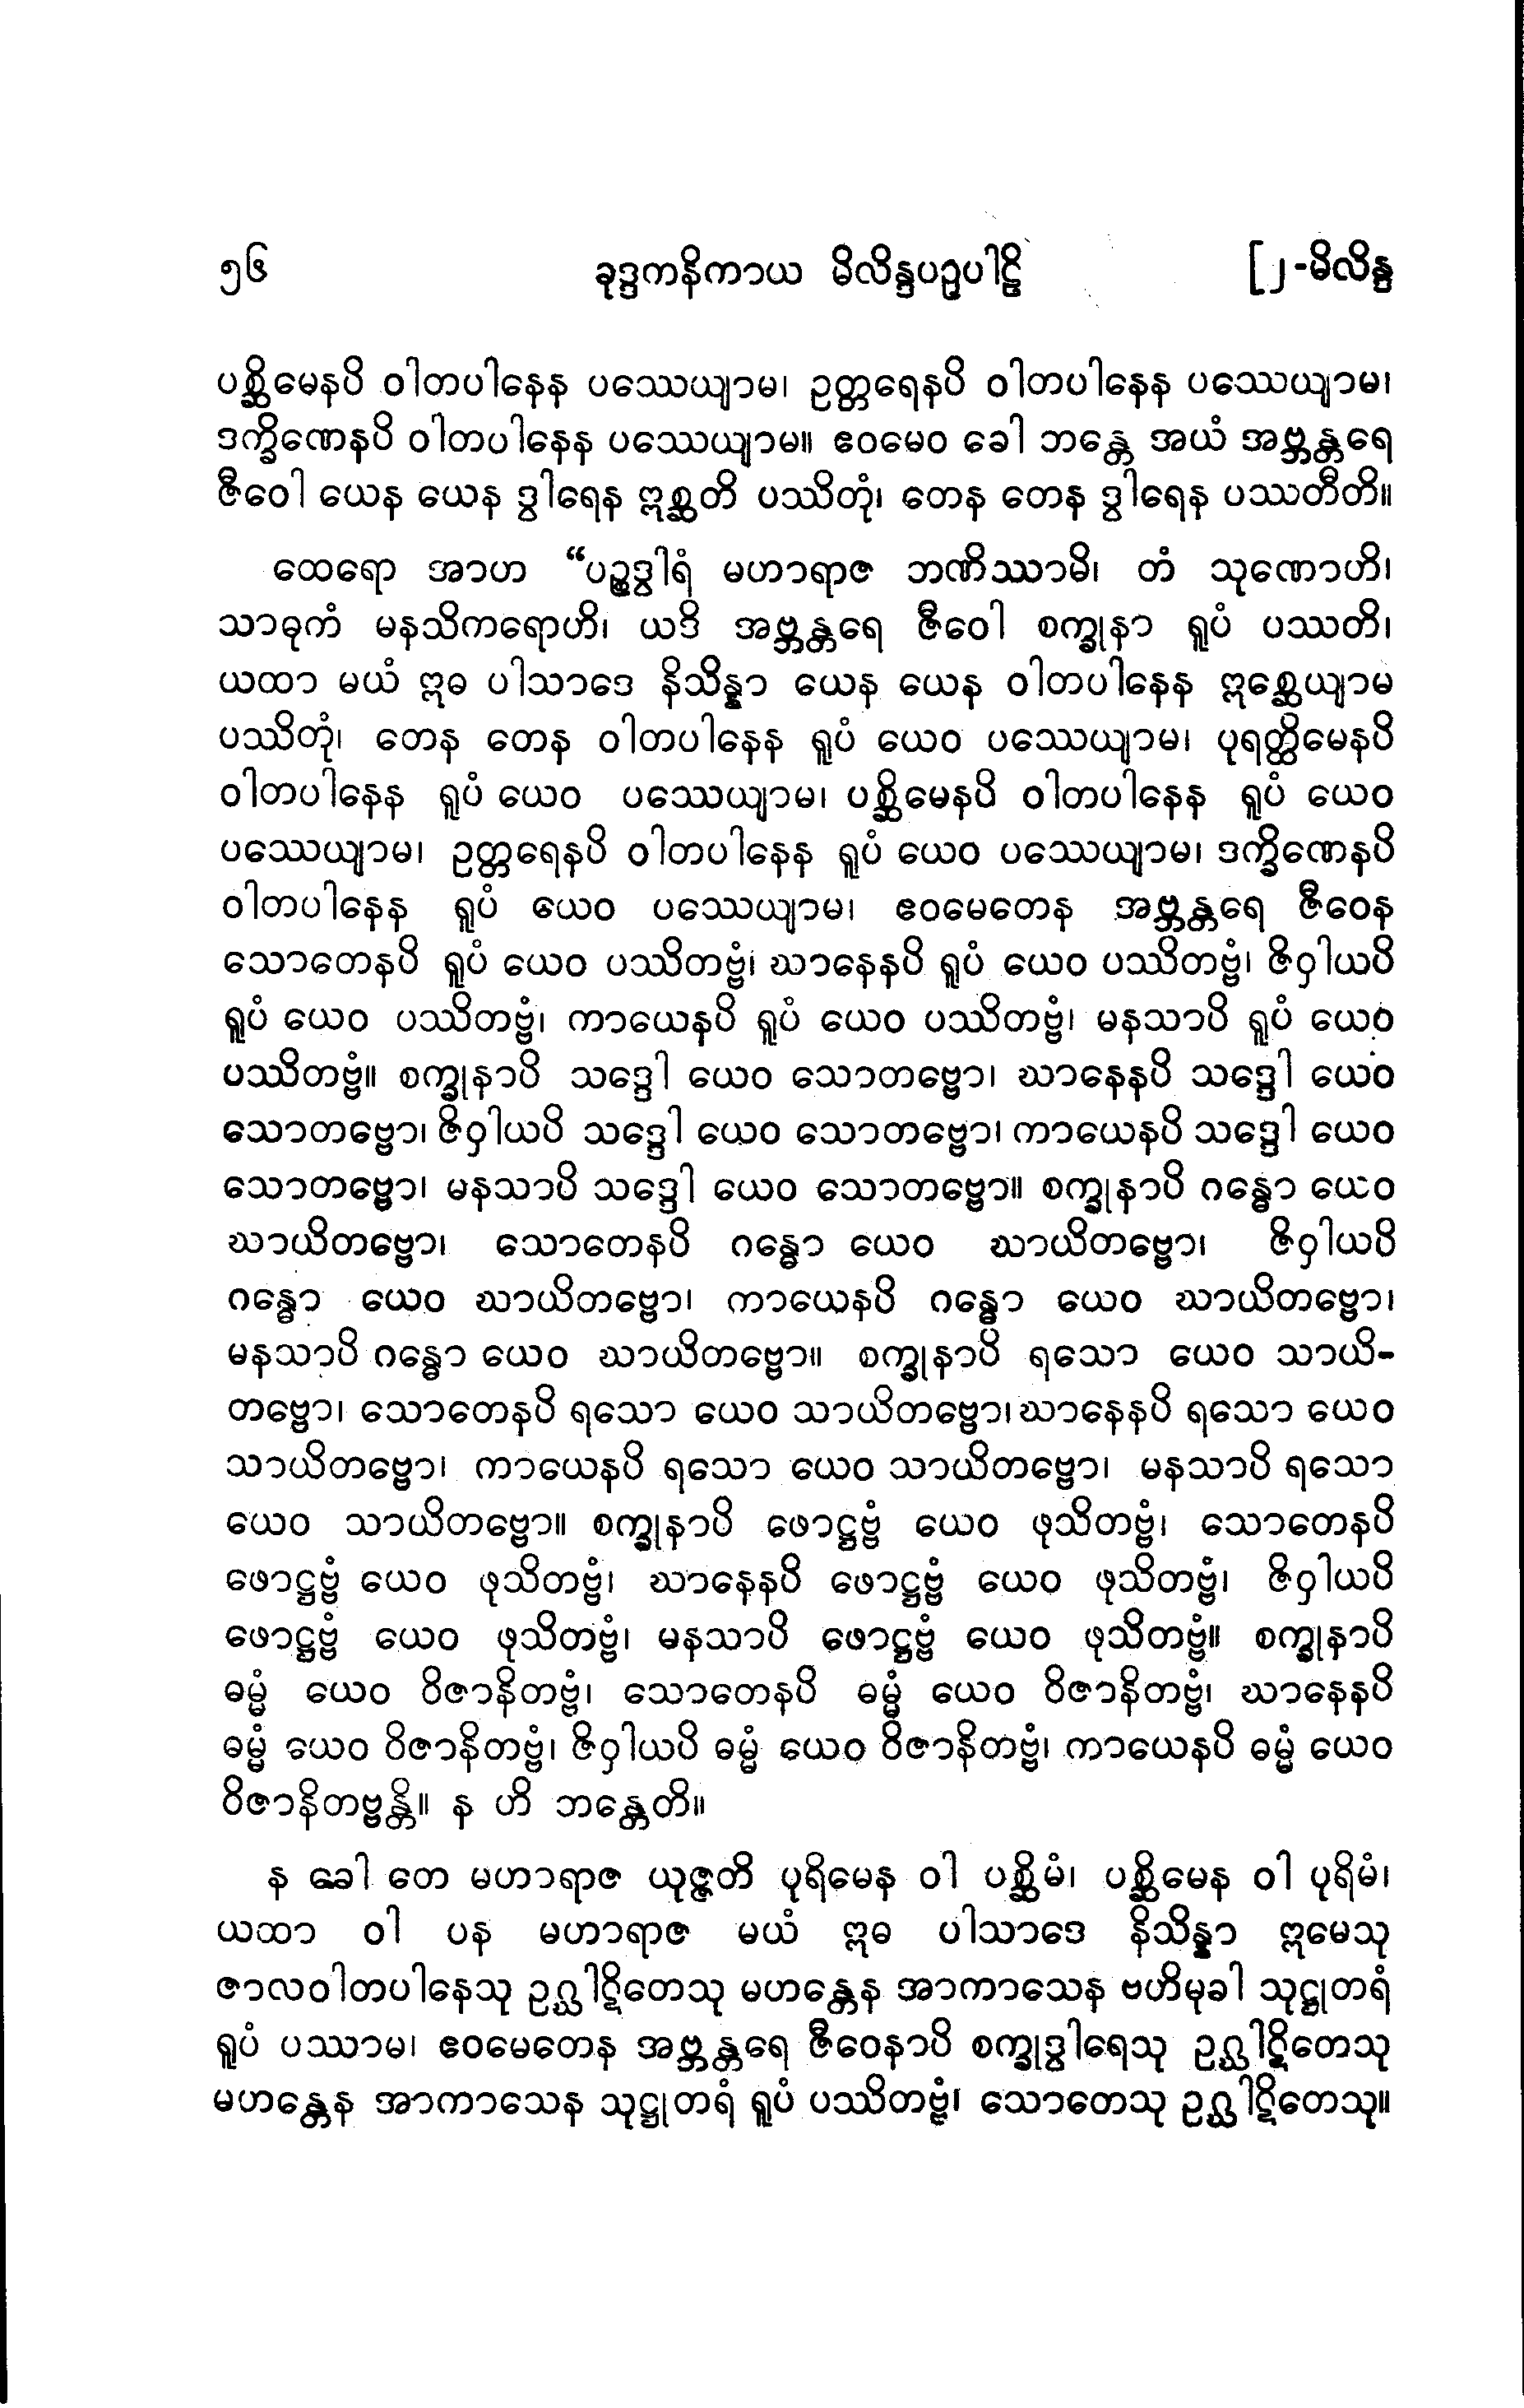 ၅၆ ခုဒ္ဒကနိကာယ မိလိန္ဒပဉှပါဠိ [၂-မိလိန္ဒ
ပစ္ဆိမေနပိ ဝါတပါနေန ပဿေယျာမ၊ ဥတ္တရေနပိ ဝါတပါနေန ပဿေယျာမ၊
ဒက္ခိဏေနပိ ဝါတပါနေန ပဿေယျာမ။ ဧဝမေဝ ခေါ ဘန္တေ အယံ အဗ္ဘန္တရေ
ဇီဝေါ ယေန ယေန ဒွါရေန ဣစ္ဆတိ ပဿိတုံ၊ တေန တေန ဒွါရေန ပဿတီတိ။
ထေရော အာဟ “ပဉ္စဒွါရံ မဟာရာဇ ဘဏိဿာမိ၊ တံ သုဏောဟိ၊
သာဓုကံ မနသိကရောဟိ၊ ယဒိ အဗ္ဘန္တရေ ဇီဝေါ စက္ခုနာ ရူပံ ပဿတိ၊
ယထာ မယံ ဣဓ ပါသာဒေ နိသိန္နာ ယေန ယေန ဝါတပါနေန ဣစ္ဆေယျာမ
ပဿိတုံ၊ တေန တေန ဝါတပါနေန ရူပံ ယေဝ ပဿေယျာမ၊ ပုရတ္ထိမေနပိ
ဝါတပါနေန ရူပံ ယေဝ ပဿေယျာမ၊ ပစ္ဆိမေနပိ ဝါတပါနေန ရူပံ ယေဝ
ပဿေယျာမ၊ ဥတ္တရေနပိ ဝါတပါနေန ရူပံ ယေဝ ပဿေယျာမ၊ ဒက္ခိဏေနပိ
ဝါတပါနေန ရူပံ ယေဝ ပဿေယျာမ၊ ဧဝမေတေန အဗ္ဘန္တရေ ဇီဝေန
သောတေနပိ ရူပံ ယေဝ ပဿိတဗ္ဗံ၊ ဃာနေနပိ ရူပံ ယေဝ ပဿိတဗ္ဗံ၊ ဇိဝှါယပိ
ရူပံ ယေဝ ပဿိတဗ္ဗံ၊ ကာယေနပိ ရူပံ ယေဝ ပဿိတဗ္ဗံ၊ မနသာပိ ရူပံ ယေဝ
ပဿိတဗ္ဗံ။ စက္ခုနာပိ သဒ္ဒေါ ယေဝ သောတဗ္ဗော၊ ဃာနေနပိ သဒ္ဒေါ ယေဝ
သောတဗ္ဗော၊ ဇိဝှါယပိ သဒ္ဒေါ ယေဝ သောတဗ္ဗော၊ ကာယေနပိ သဒ္ဒေါ ယေဝ
သောတဗ္ဗော၊ မနသာပိ သဒ္ဒေါ ယေဝ သောတဗ္ဗော။ စက္ခုနာပိ ဂန္ဓော ယေဝ
ဃာယိတဗ္ဗော၊ သောတေနပိ ဂန္ဓော ယေဝ ဃာယိတဗ္ဗော၊ ဇိဝှါယပိ
ဂန္ဓော ယေဝ ဃာယိတဗ္ဗော၊ ကာယေနပိ ဂန္ဓော ယေဝ ဃာယိတဗ္ဗော၊
မနသာပိ ဂန္ဓော ယေဝ ဃာယိတဗ္ဗော။ စက္ခုနာပိ ရသော ယေဝ သာယိ-
တဗ္ဗော၊ သောတေနပိ ရသော ယေဝ သာယိတဗ္ဗော၊ ဃာနေနပိ ရသော ယေဝ
သာယိတဗ္ဗော၊ ကာယေနပိ ရသော ယေဝ သာယိတဗ္ဗော၊ မနသာပိ ရသော
ယေဝ သာယိတဗ္ဗော။ စက္ခုနာပိ ဖောဋ္ဌဗ္ဗံ ယေဝ ဖုသိတဗ္ဗံ၊ သောတေနပိ
ဖောဋ္ဌဗ္ဗံ ယေဝ ဖုသိတဗ္ဗံ၊ ဃာနေနပိ ဖောဋ္ဌဗ္ဗံ ယေဝ ဖုသိတဗ္ဗံ၊ ဇိဝှါယပိ
ဖောဋ္ဌဗ္ဗံ ယေဝ ဖုသိတဗ္ဗံ၊ မနသာပိ ဖောဋ္ဌဗ္ဗံ ယေဝ ဖုသိတဗ္ဗံ။ စက္ခုနာပိ
ဓမ္မံ ယေဝ ဝိဇာနိတဗ္ဗံ၊ သောတေနပိ ဓမ္မံ ယေဝ ဝိဇာနိတဗ္ဗံ၊ ဃာနေနပိ
ဓမ္မံ ယေဝ ဝိဇာနိတဗ္ဗံ၊ ဇိဝှါယပိ ဓမ္မံ ယေဝ ဝိဇာနိတဗ္ဗံ၊ ကာယေနပိ ဓမ္မံ ယေဝ
ဝိဇာနိတဗ္ဗန္တိ။ န ဟိ ဘန္တေတိ။
န ခေါ တေ မဟာရာဇ ယုဇ္ဇတိ ပုရိမေန ဝါ ပစ္ဆိမံ၊ ပစ္ဆိမေန ဝါ ပုရိမံ၊
ယထာ ဝါ ပန မဟာရာဇ မယံ ဣဓ ပါသာဒေ နိသိန္နာ ဣမေသု
ဇာလဝါတပါနေသု ဥဂ္ဃါဋိတေသု မဟန္တေန အာကာသေန ဗဟိမုခါ သုဋ္ဌုတရံ
ရူပံ ပဿာမ၊ ဧဝမေတေန အဗ္ဘန္တရေ ဇီဝေနာပိ စက္ခုဒွါရေသု ဥဂ္ဃါဋိတေသု
မဟန္တေန အာကာသေန သုဋ္ဌုတရံ ရူပံ ပဿိတဗ္ဗံ၊ သောတေသု ဥဂ္ဃါဋိတေသု။